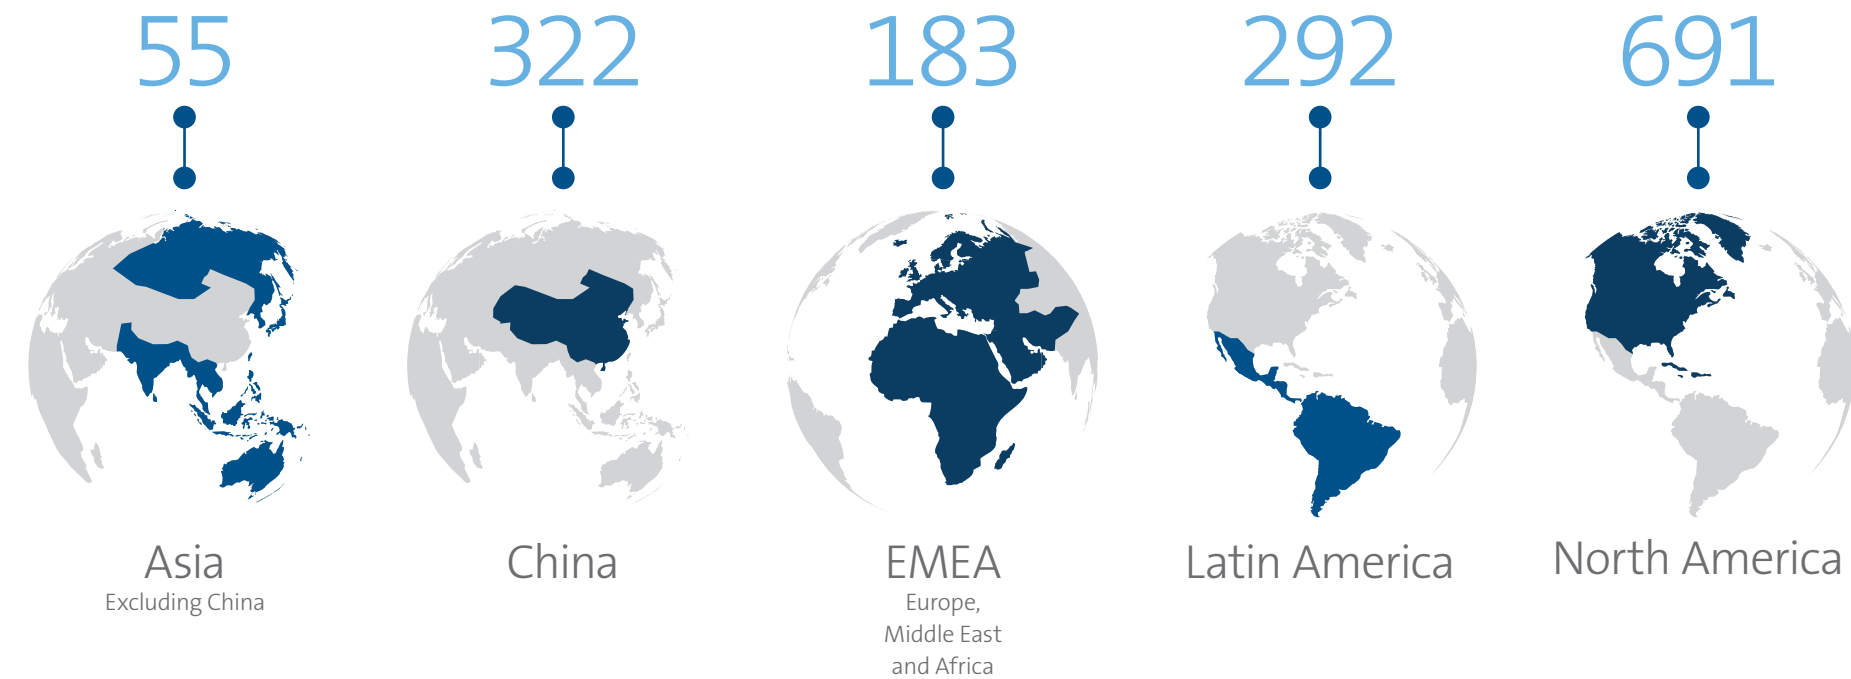 55
322
183
292
691
Asia
Excluding China
China
EMEA
Europe,
Middle East
and Africa
Latin America
North America